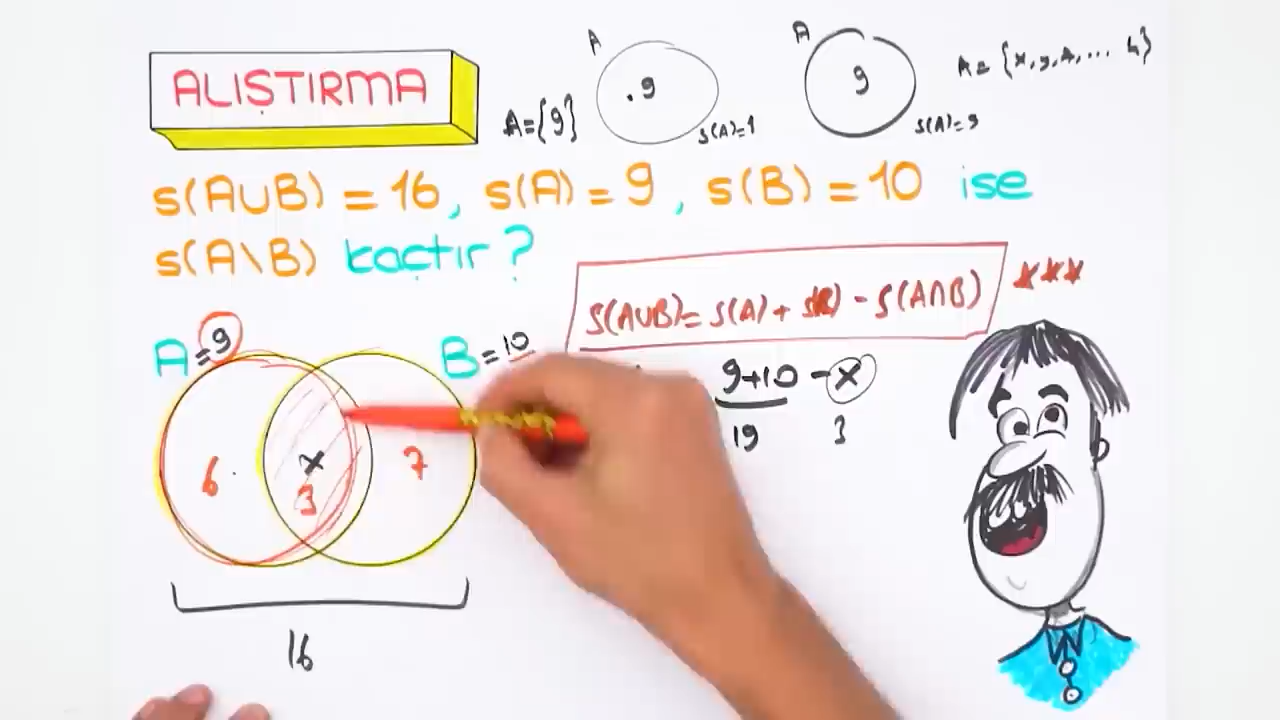 ALIŞTIRMA
A
.9
A={9}
s(A)=1
A
9
s(A)=9
A={x,y,A,... h}
s(A∪B) = 16, s(A) = 9, s(B) = 10 ise
s(A\B) kaçtır?
s(A∪B)= s(A) + s(B) - s(A∩B) ***
9+10 - x
19 3
A = 9
B = 10
6 x 7
3
16